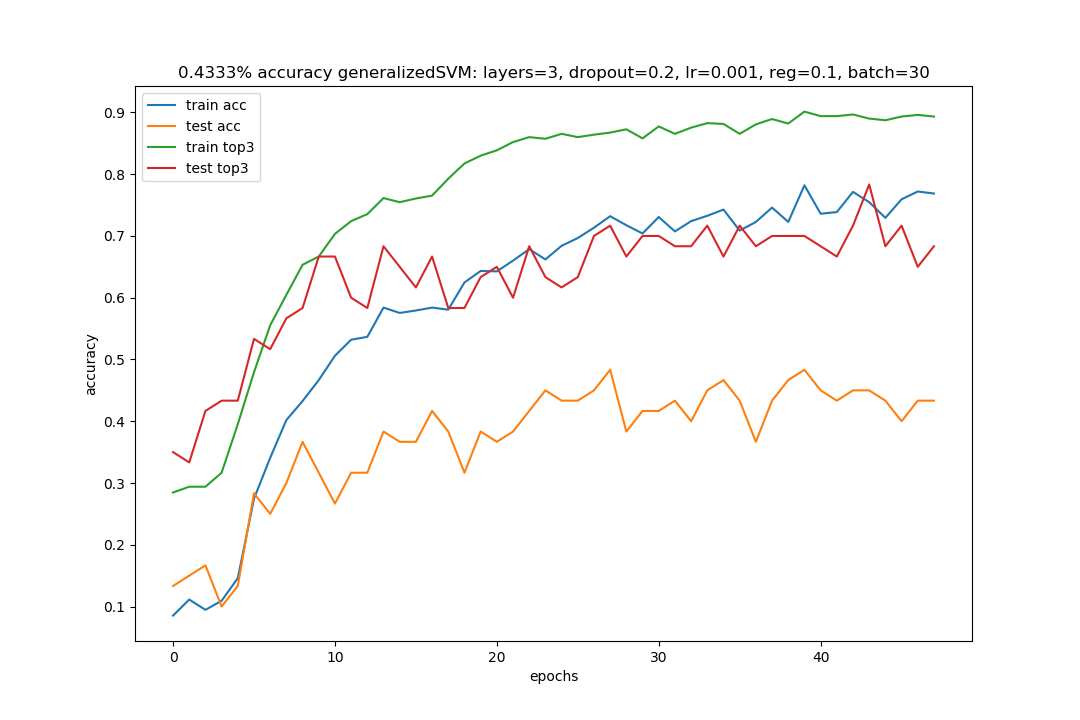 0.4333% accuracy generalizedSVM: layers=3, dropout=0.2, lr=0.001, reg=0.1, batch=30
train acc
test acc
train top3
test top3
0.9
0.8
0.7
0.6
0.5
0.4
0.3
0.2
0.1
accuracy
0 10 20 30 40
epochs